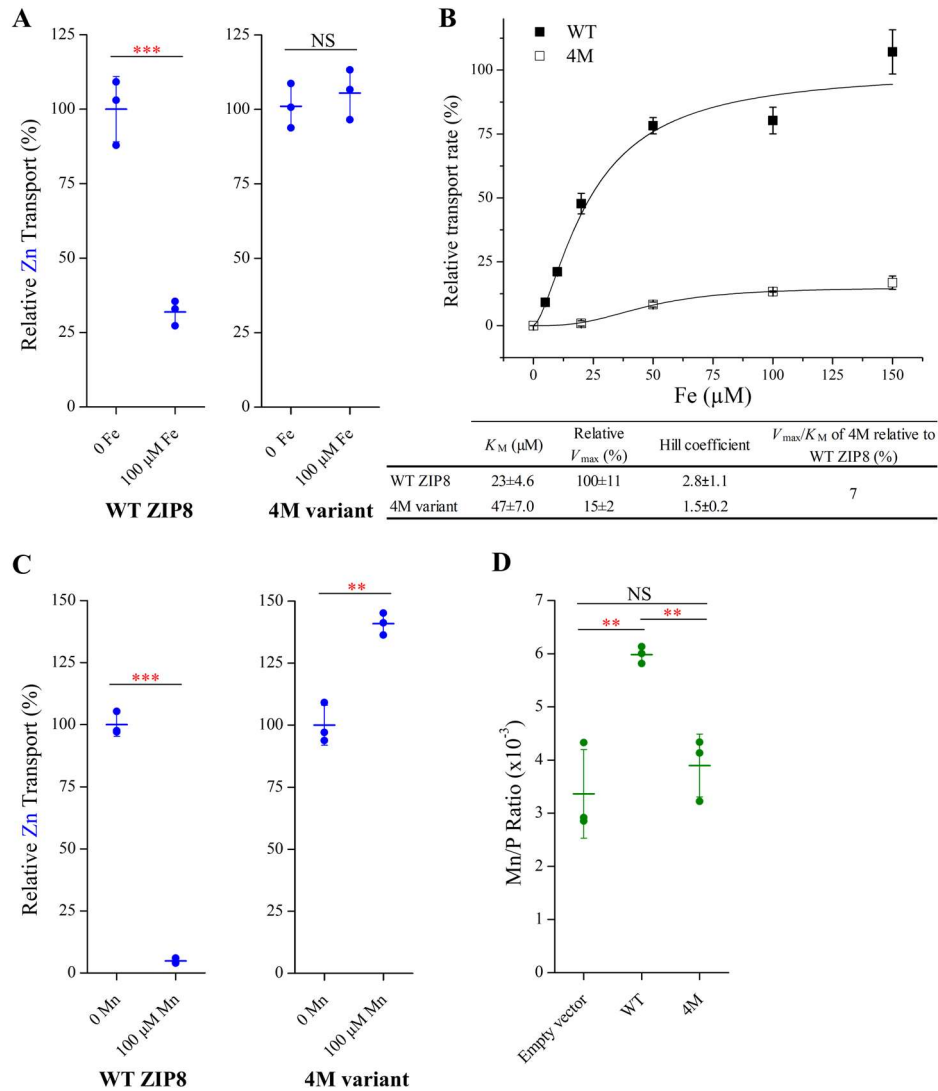 A
125
100
75
50
25
0
Relative Zn Transport (%)
***
0 Fe
100 µM Fe
WT ZIP8
125
100
75
50
25
0
NS
0 Fe
100 µM Fe
4M variant
B
WT
4M
100
75
50
25
0
Relative transport rate (%)
0 25 50 75 100 125 150
Fe (µM)
K M (µM) Relative Vmax (%) Hill coefficient Vmax/K M of 4M relative to WT ZIP8 (%)
WT ZIP8 23±4.6 100±11 2.8±1.1
7
4M variant 47±7.0 15±2 1.5±0.2
C
150
125
100
75
50
25
0
Relative Zn Transport (%)
***
0 Mn
100 µM Mn
WT ZIP8
150
125
100
75
50
25
0
**
0 Mn
100 µM Mn
4M variant
D
NS
** **
7
6
5
4
3
2
1
0
Mn/P Ratio (x10-3)
Empty vector
WT
4M